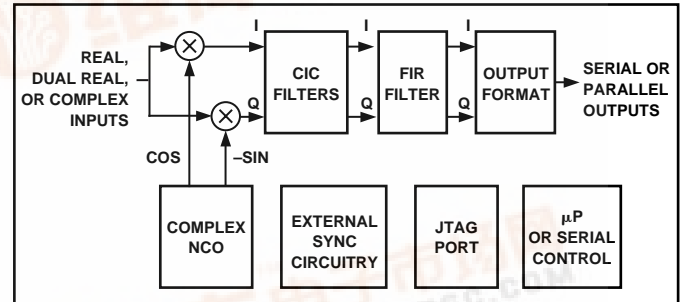 REAL,
DUAL REAL,
OR COMPLEX
INPUTS
I
Q
CIC
FILTERS
I
Q
FIR
FILTER
I
Q
OUTPUT
FORMAT
SERIAL OR
PARALLEL
OUTPUTS
COS
–SIN
COMPLEX
NCO
EXTERNAL
SYNC
CIRCUITRY
JTAG
PORT
μP
OR SERIAL
CONTROL